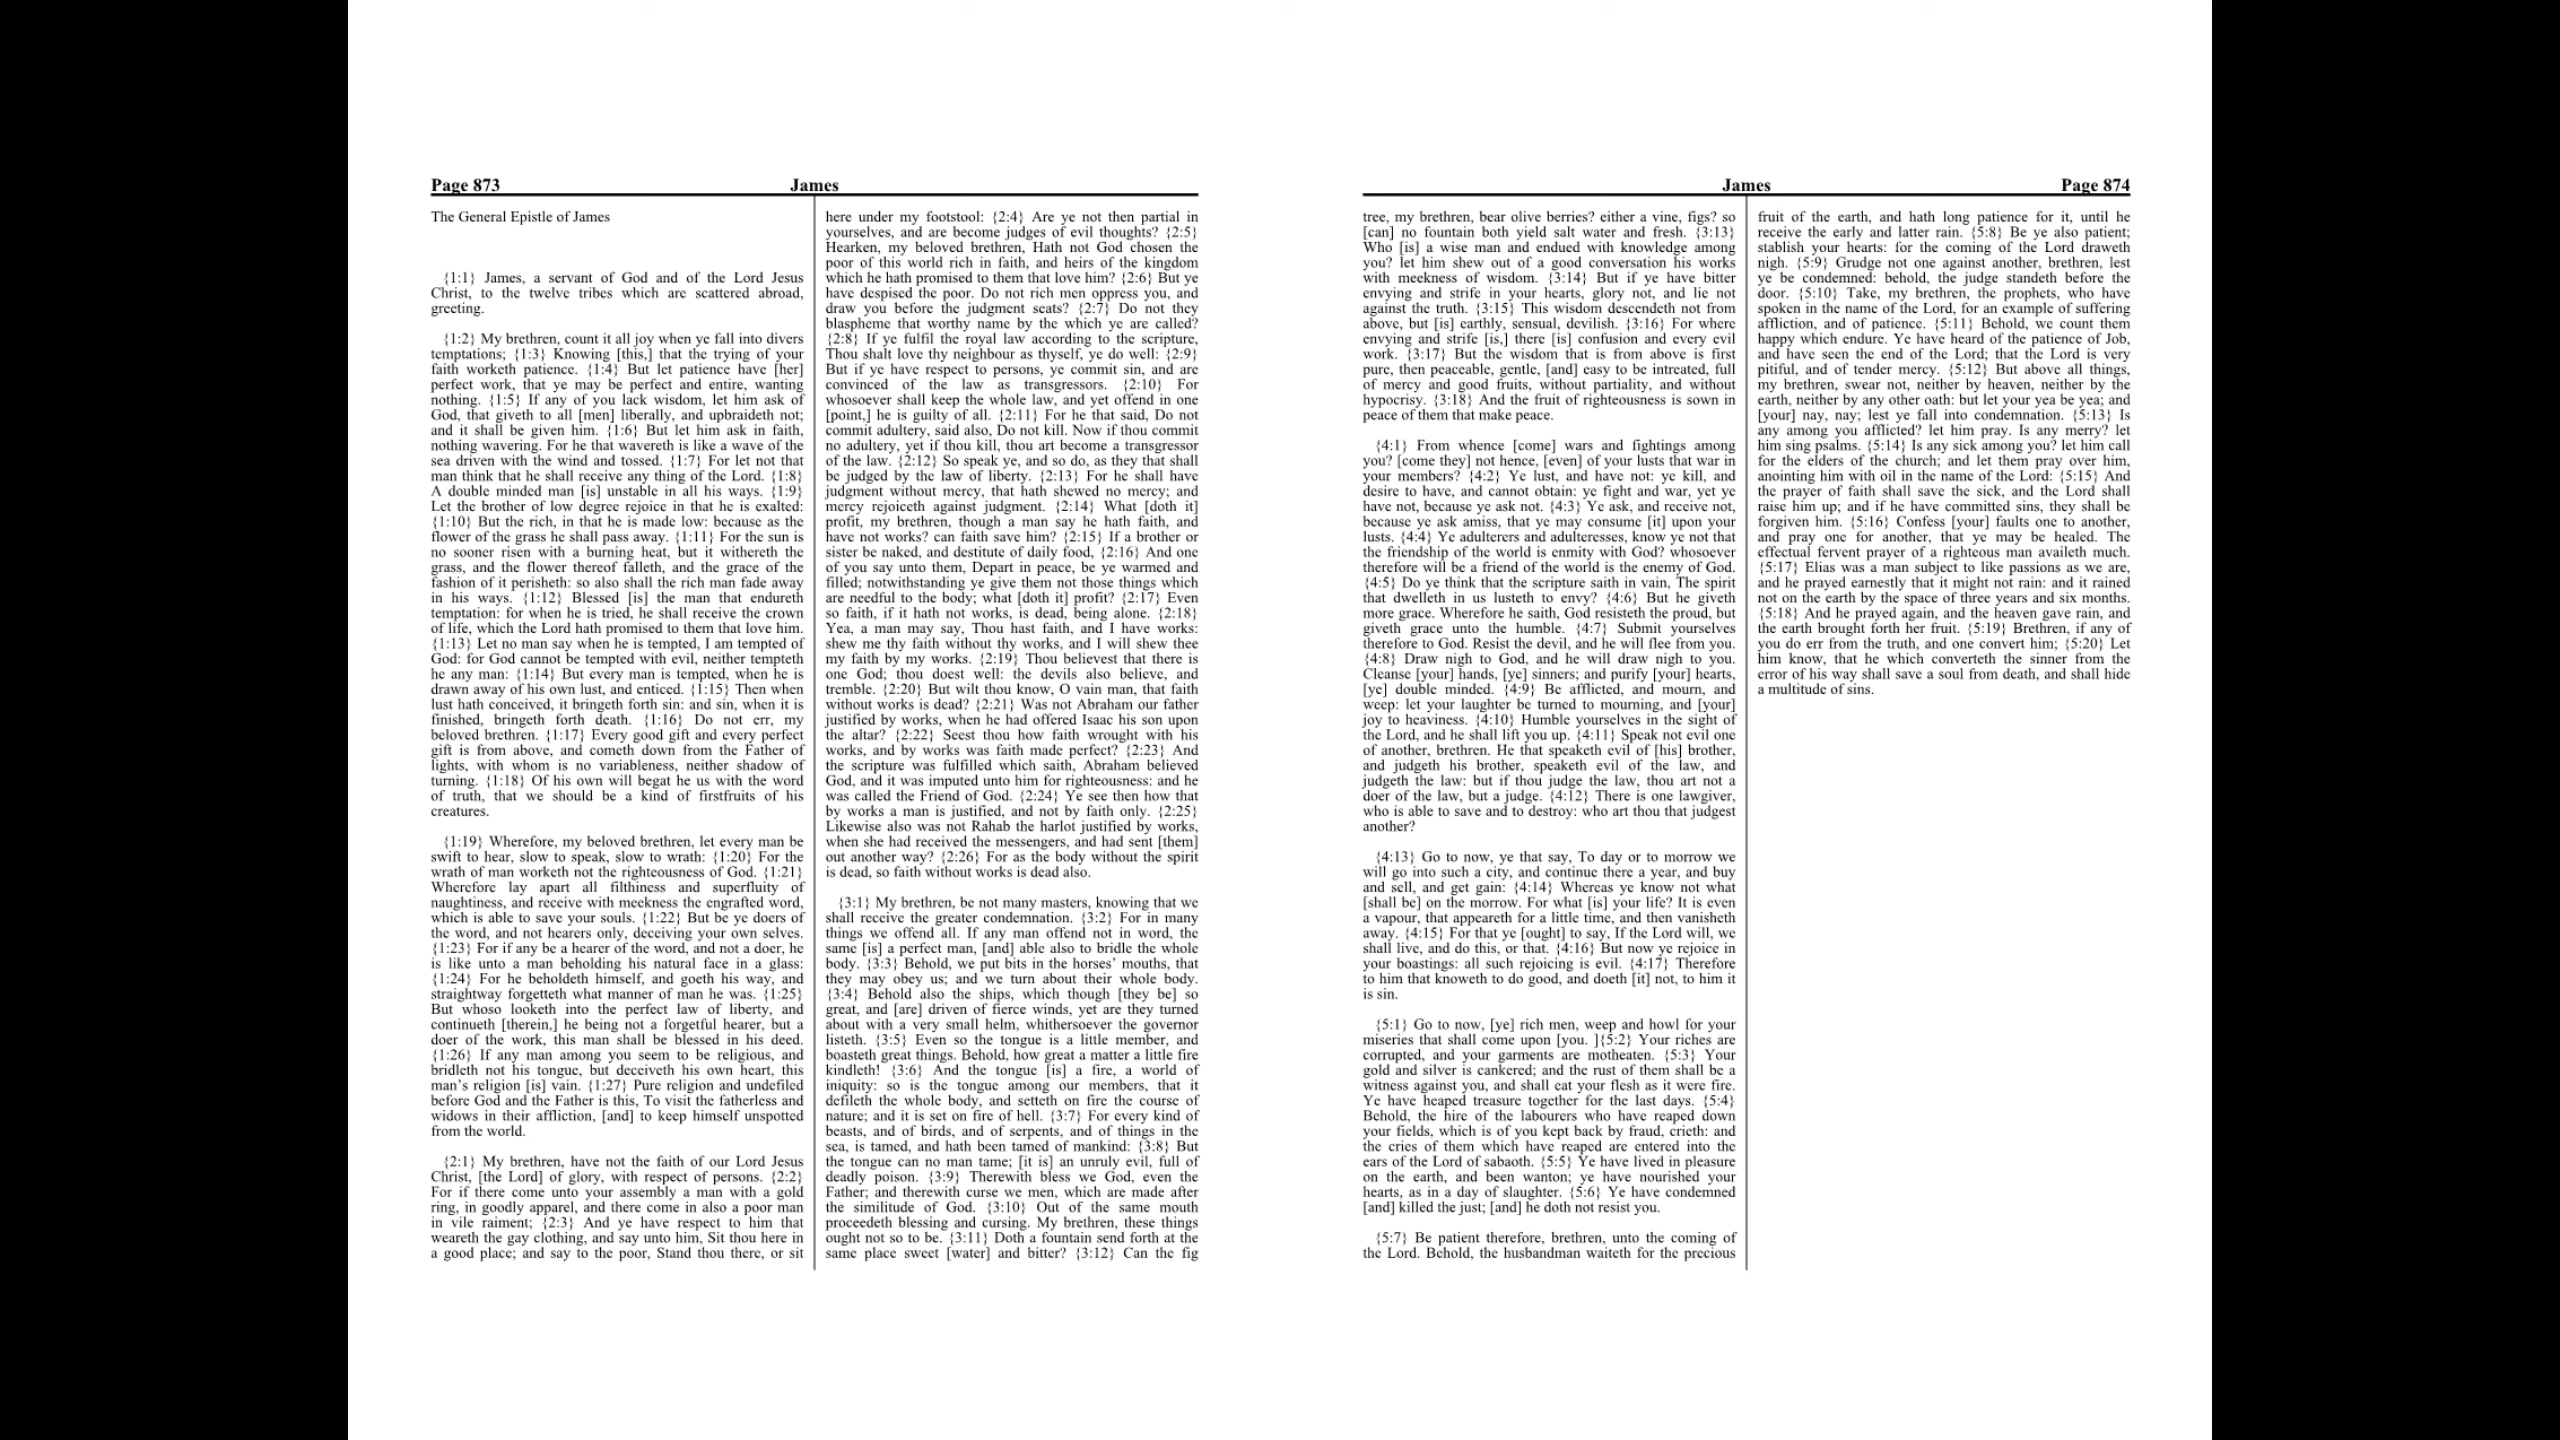 Page 873
James
The General Epistle of James
{1:1} James, a servant of God and of the Lord Jesus
Christ, to the twelve tribes which are scattered abroad,
greeting.
{1:2} My brethren, count it all joy when ye fall into divers
temptations; {1:3} Knowing [this,] that the trying of your
faith worketh patience. {1:4} But let patience have [her]
perfect work, that ye may be perfect and entire, wanting
nothing. {1:5} If any of you lack wisdom, let him ask of
God, that giveth to all [men] liberally, and upbraideth not;
and it shall be given him. {1:6} But let him ask in faith,
nothing wavering. For he that wavereth is like a wave of the
sea driven with the wind and tossed. {1:7} For let not that
man think that he shall receive any thing of the Lord. {1:8}
A double minded man [is] unstable in all his ways. {1:9}
Let the brother of low degree rejoice in that he is exalted:
{1:10} But the rich, in that he is made low: because as the
flower of the grass he shall pass away. {1:11} For the sun is
no sooner risen with a burning heat, but it withereth the
grass, and the flower thereof falleth, and the grace of the
fashion of it perisheth: so also shall the rich man fade away
in his ways. {1:12} Blessed [is] the man that endureth
temptation: for when he is tried, he shall receive the crown
of life, which the Lord hath promised to them that love him.
{1:13} Let no man say when he is tempted, I am tempted of
God: for God cannot be tempted with evil, neither tempteth
he any man: {1:14} But every man is tempted, when he is
drawn away of his own lust, and enticed. {1:15} Then when
lust hath conceived, it bringeth forth sin: and sin, when it is
finished, bringeth forth death. {1:16} Do not err, my
beloved brethren. {1:17} Every good gift and every perfect
gift is from above, and cometh down from the Father of
lights, with whom is no variableness, neither shadow of
turning. {1:18} Of his own will begat he us with the word
of truth, that we should be a kind of firstfruits of his
creatures.
{1:19} Wherefore, my beloved brethren, let every man be
swift to hear, slow to speak, slow to wrath: {1:20} For the
wrath of man worketh not the righteousness of God. {1:21}
Wherefore lay apart all filthiness and superfluity of
naughtiness, and receive with meekness the engrafted word,
which is able to save your souls. {1:22} But be ye doers of
the word, and not hearers only, deceiving your own selves.
{1:23} For if any be a hearer of the word, and not a doer, he
is like unto a man beholding his natural face in a glass:
{1:24} For he beholdeth himself, and goeth his way, and
straightway forgetteth what manner of man he was. {1:25}
But whoso looketh into the perfect law of liberty, and
continueth [therein,] he being not a forgetful hearer, but a
doer of the work, this man shall be blessed in his deed.
{1:26} If any man among you seem to be religious, and
bridleth not his tongue, but deceiveth his own heart, this
man's religion [is] vain. {1:27} Pure religion and undefiled
before God and the Father is this, To visit the fatherless and
widows in their affliction, [and] to keep himself unspotted
from the world.
{2:1} My brethren, have not the faith of our Lord Jesus
Christ, [the Lord] of glory, with respect of persons. {2:2}
For if there come unto your assembly a man with a gold
ring, in goodly apparel, and there come in also a poor man
in vile raiment; {2:3} And ye have respect to him that
weareth the gay clothing, and say unto him, Sit thou here in
a good place; and say to the poor, Stand thou there, or sit
here under my footstool: {2:4} Are ye not then partial in
yourselves, and are become judges of evil thoughts? {2:5}
Hearken, my beloved brethren, Hath not God chosen the
poor of this world rich in faith, and heirs of the kingdom
which he hath promised to them that love him? {2:6} But ye
have despised the poor. Do not rich men oppress you, and
draw you before the judgment seats? {2:7} Do not they
blaspheme that worthy name by the which ye are called?
{2:8} If ye fulfil the royal law according to the scripture,
Thou shalt love thy neighbour as thyself, ye do well: {2:9}
But if ye have respect to persons, ye commit sin, and are
convinced of the law as transgressors. {2:10} For
whosoever shall keep the whole law, and yet offend in one
[point,] he is guilty of all. {2:11} For he that said, Do not
commit adultery, said also, Do not kill. Now if thou commit
no adultery, yet if thou kill, thou art become a transgressor
of the law. {2:12} So speak ye, and so do, as they that shall
be judged by the law of liberty. {2:13} For he shall have
judgment without mercy, that hath shewed no mercy; and
mercy rejoiceth against judgment. {2:14} What [doth it]
profit, my brethren, though a man say he hath faith, and
have not works? can faith save him? {2:15} If a brother or
sister be naked, and destitute of daily food, {2:16} And one
of you say unto them, Depart in peace, be ye warmed and
filled; notwithstanding ye give them not those things which
are needful to the body; what [doth it] profit? {2:17} Even
so faith, if it hath not works, is dead, being alone. {2:18}
Yea, a man may say, Thou hast faith, and I have works:
shew me thy faith without thy works, and I will shew thee
my faith by my works. {2:19} Thou believest that there is
one God; thou doest well: the devils also believe, and
tremble. {2:20} But wilt thou know, O vain man, that faith
without works is dead? {2:21} Was not Abraham our father
justified by works, when he had offered Isaac his son upon
the altar? {2:22} Seest thou how faith wrought with his
works, and by works was faith made perfect? {2:23} And
the scripture was fulfilled which saith, Abraham believed
God, and it was imputed unto him for righteousness: and he
was called the Friend of God. {2:24} Ye see then how that
by works a man is justified, and not by faith only. {2:25}
Likewise also was not Rahab the harlot justified by works,
when she had received the messengers, and had sent [them]
out another way? {2:26} For as the body without the spirit
is dead, so faith without works is dead also.
{3:1} My brethren, be not many masters, knowing that we
shall receive the greater condemnation. {3:2} For in many
things we offend all. If any man offend not in word, the
same [is] a perfect man, [and] able also to bridle the whole
body. {3:3} Behold, we put bits in the horses' mouths, that
they may obey us; and we turn about their whole body.
{3:4} Behold also the ships, which though [they be] so
great, and [are] driven of fierce winds, yet are they turned
about with a very small helm, whithersoever the governor
listeth. {3:5} Even so the tongue is a little member, and
boasteth great things. Behold, how great a matter a little fire
kindleth! {3:6} And the tongue [is] a fire, a world of
iniquity: so is the tongue among our members, that it
defileth the whole body, and setteth on fire the course of
nature; and it is set on fire of hell. {3:7} For every kind of
beasts, and of birds, and of serpents, and of things in the
sea, is tamed, and hath been tamed of mankind: {3:8} But
the tongue can no man tame; [it is] an unruly evil, full of
deadly poison. {3:9} Therewith bless we God, even the
Father; and therewith curse we men, which are made after
the similitude of God. {3:10} Out of the same mouth
proceedeth blessing and cursing. My brethren, these things
ought not so to be. {3:11} Doth a fountain send forth at the
same place sweet [water] and bitter? {3:12} Can the fig
James
Page 874
tree, my brethren, bear olive berries? either a vine, figs? so
[can] no fountain both yield salt water and fresh. {3:13}
Who [is] a wise man and endued with knowledge among
you? let him shew out of a good conversation his works
with meekness of wisdom. {3:14} But if ye have bitter
envying and strife in your hearts, glory not, and lie not
against the truth. {3:15} This wisdom descendeth not from
above, but [is] earthly, sensual, devilish. {3:16} For where
envying and strife [is,] there [is] confusion and every evil
work. {3:17} But the wisdom that is from above is first
pure, then peaceable, gentle, [and] easy to be intreated, full
of mercy and good fruits, without partiality, and without
hypocrisy. {3:18} And the fruit of righteousness is sown in
peace of them that make peace.
{4:1} From whence [come] wars and fightings among
you? [come they] not hence, [even] of your lusts that war in
your members? {4:2} Ye lust, and have not: ye kill, and
desire to have, and cannot obtain: ye fight and war, yet ye
have not, because ye ask not. {4:3} Ye ask, and receive not,
because ye ask amiss, that ye may consume [it] upon your
lusts. {4:4} Ye adulterers and adulteresses, know ye not that
the friendship of the world is enmity with God? whosoever
therefore will be a friend of the world is the enemy of God.
{4:5} Do ye think that the scripture saith in vain, The spirit
that dwelleth in us lusteth to envy? {4:6} But he giveth
more grace. Wherefore he saith, God resisteth the proud, but
giveth grace unto the humble. {4:7} Submit yourselves
therefore to God. Resist the devil, and he will flee from you.
{4:8} Draw nigh to God, and he will draw nigh to you.
Cleanse [your] hands, [ye] sinners; and purify [your] hearts,
[ye] double minded. {4:9} Be afflicted, and mourn, and
weep: let your laughter be turned to mourning, and [your]
joy to heaviness. {4:10} Humble yourselves in the sight of
the Lord, and he shall lift you up. {4:11} Speak not evil one
of another, brethren. He that speaketh evil of [his] brother,
and judgeth his brother, speaketh evil of the law, and
judgeth the law: but if thou judge the law, thou art not a
doer of the law, but a judge. {4:12} There is one lawgiver,
who is able to save and to destroy: who art thou that judgest
another?
{4:13} Go to now, ye that say, To day or to morrow we
will go into such a city, and continue there a year, and buy
and sell, and get gain: {4:14} Whereas ye know not what
[shall be] on the morrow. For what [is] your life? It is even
a vapour, that appeareth for a little time, and then vanisheth
away. {4:15} For that ye [ought] to say, If the Lord will, we
shall live, and do this, or that. {4:16} But now ye rejoice in
your boastings: all such rejoicing is evil. {4:17} Therefore
to him that knoweth to do good, and doeth [it] not, to him it
is sin.
{5:1} Go to now, [ye] rich men, weep and howl for your
miseries that shall come upon [you. ]{5:2} Your riches are
corrupted, and your garments are motheaten. {5:3} Your
gold and silver is cankered; and the rust of them shall be a
witness against you, and shall eat your flesh as it were fire.
Ye have heaped treasure together for the last days. {5:4}
Behold, the hire of the labourers who have reaped down
your fields, which is of you kept back by fraud, crieth: and
the cries of them which have reaped are entered into the
ears of the Lord of sabaoth. {5:5} Ye have lived in pleasure
on the earth, and been wanton; ye have nourished your
hearts, as in a day of slaughter. {5:6} Ye have condemned
[and] killed the just; [and] he doth not resist you.
{5:7} Be patient therefore, brethren, unto the coming of
the Lord. Behold, the husbandman waiteth for the precious
fruit of the earth, and hath long patience for it, until he
receive the early and latter rain. {5:8} Be ye also patient;
stablish your hearts: for the coming of the Lord draweth
nigh. {5:9} Grudge not one against another, brethren, lest
ye be condemned: behold, the judge standeth before the
door. {5:10} Take, my brethren, the prophets, who have
spoken in the name of the Lord, for an example of suffering
affliction, and of patience. {5:11} Behold, we count them
happy which endure. Ye have heard of the patience of Job,
and have seen the end of the Lord; that the Lord is very
pitiful, and of tender mercy. {5:12} But above all things,
my brethren, swear not, neither by heaven, neither by the
earth, neither by any other oath: but let your yea be yea; and
[your] nay, nay; lest ye fall into condemnation. {5:13} Is
any among you afflicted? let him pray. Is any merry? let
him sing psalms. {5:14} Is any sick among you? let him call
for the elders of the church; and let them pray over him,
anointing him with oil in the name of the Lord: {5:15} And
the prayer of faith shall save the sick, and the Lord shall
raise him up; and if he have committed sins, they shall be
forgiven him. {5:16} Confess [your] faults one to another,
and pray one for another, that ye may be healed. The
effectual fervent prayer of a righteous man availeth much.
{5:17} Elias was a man subject to like passions as we are,
and he prayed earnestly that it might not rain: and it rained
not on the earth by the space of three years and six months.
{5:18} And he prayed again, and the heaven gave rain, and
the earth brought forth her fruit. {5:19} Brethren, if any of
you do err from the truth, and one convert him; {5:20} Let
him know, that he which converteth the sinner from the
error of his way shall save a soul from death, and shall hide
a multitude of sins.